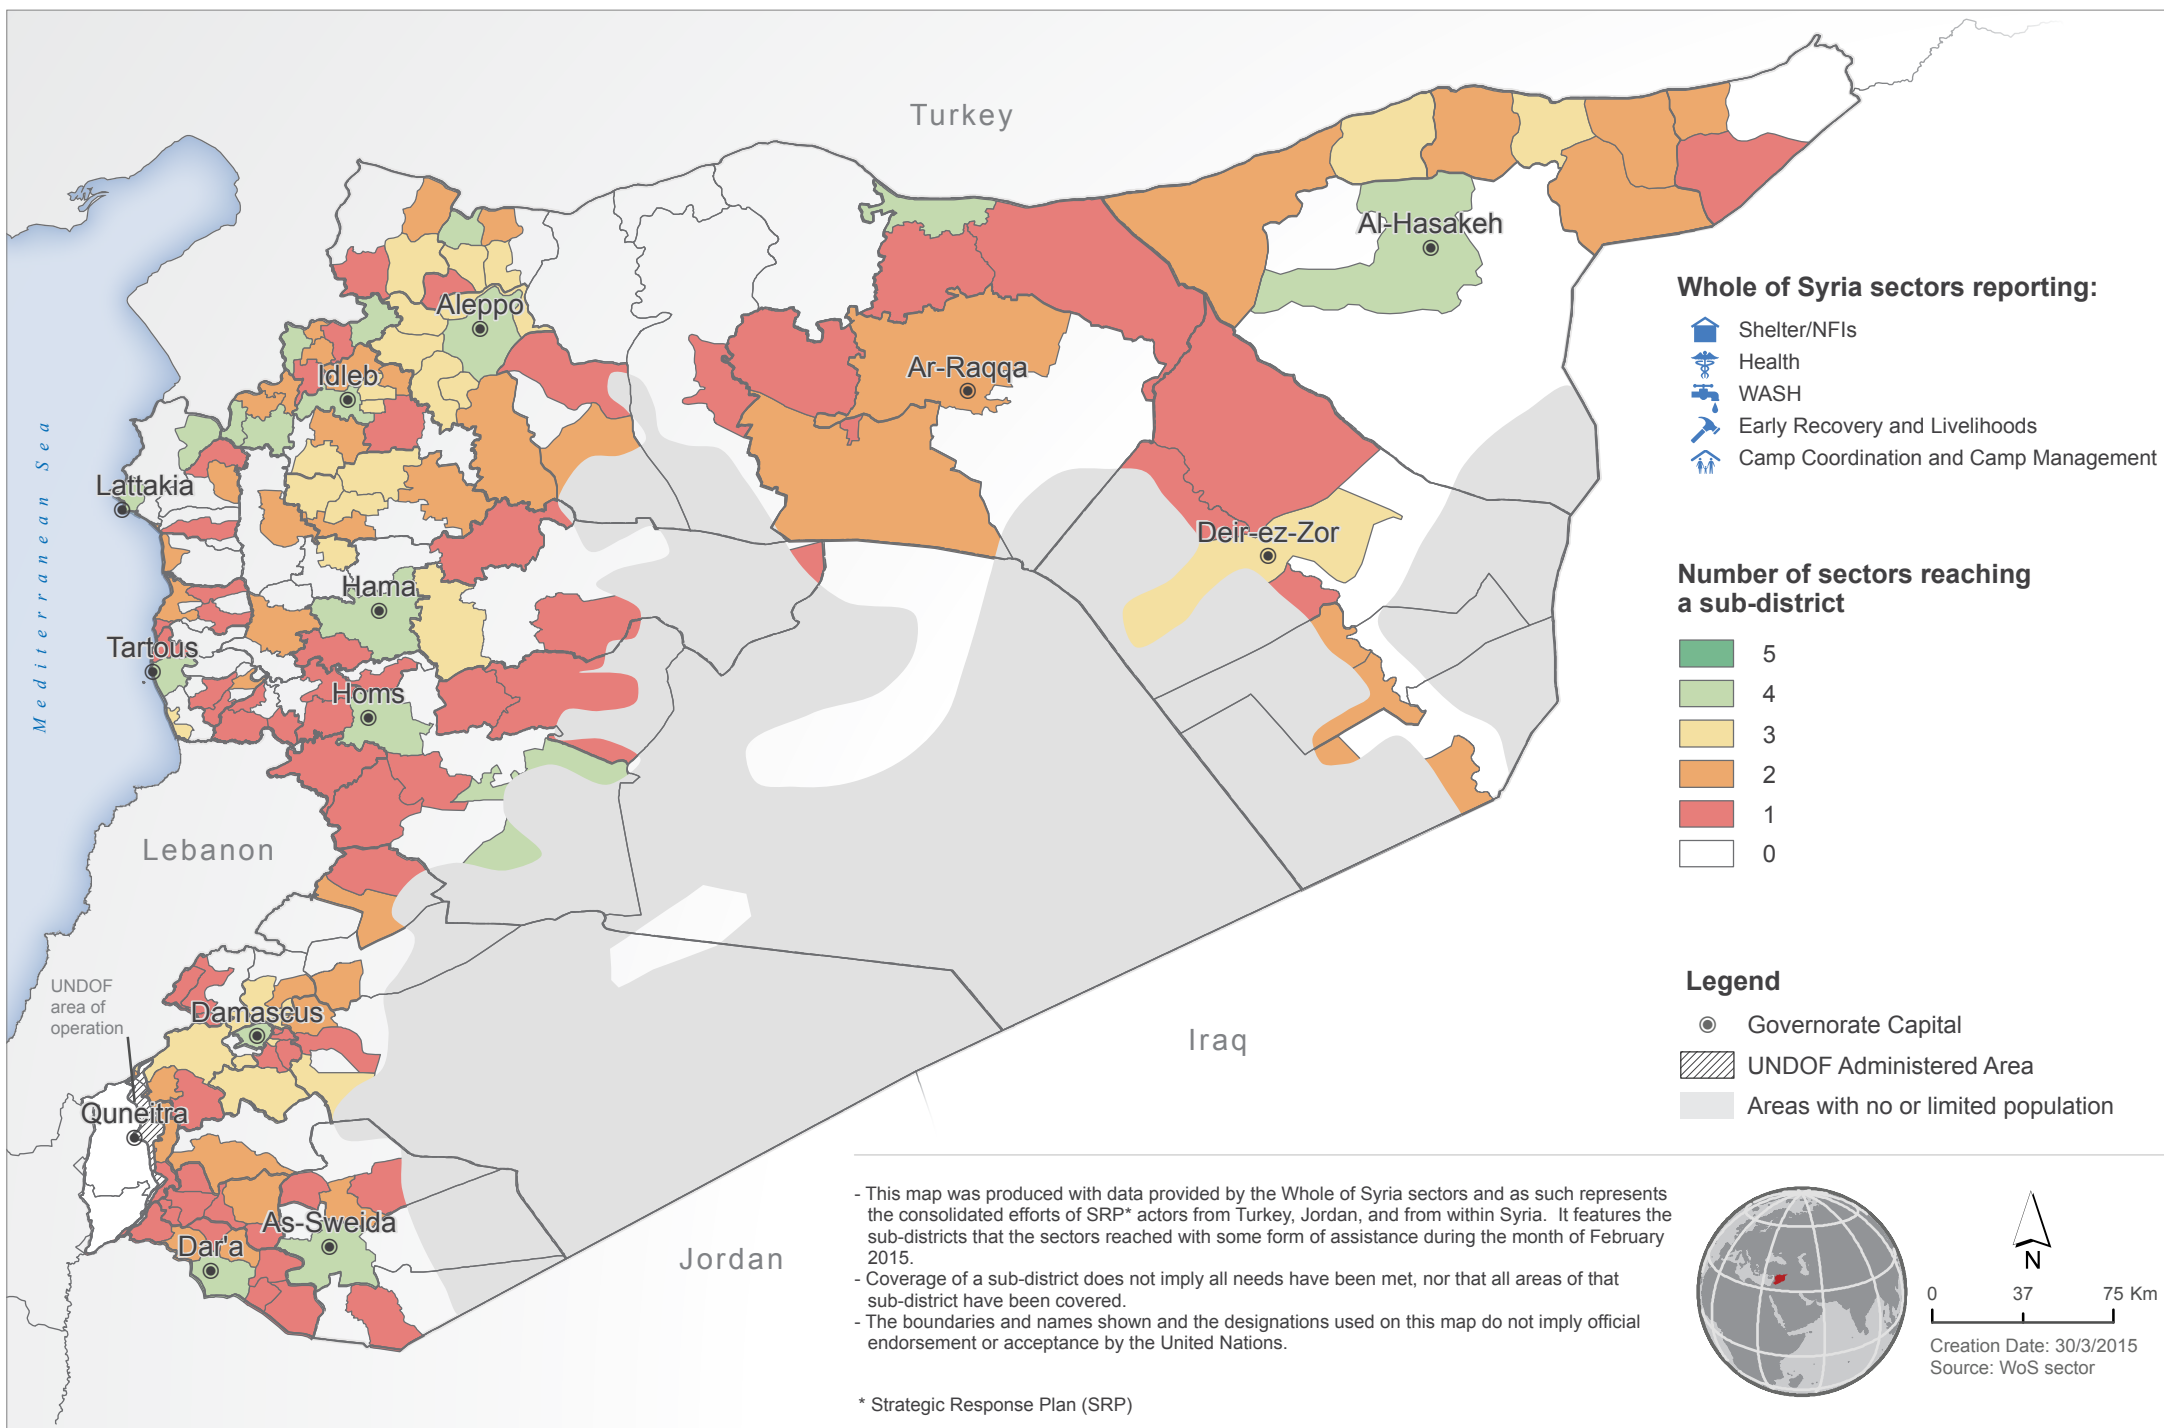 Turkey
Al-Hasakeh
Aleppo
Idleb
Ar-Raqqa
Lattakia
Deir-ez-Zor
Hama
Tartous
Homs
Mediterranean Sea
Lebanon
UNDOF
area of
operation
Damascus
Quneitra
Iraq
As-Sweida
Dar'a
Jordan
Whole of Syria sectors reporting:
Shelter/NFIs
Health
WASH
Early Recovery and Livelihoods
Camp Coordination and Camp Management
Number of sectors reaching
a sub-district
5
4
3
2
1
0
Legend
Governorate Capital
UNDOF Administered Area
Areas with no or limited population
- This map was produced with data provided by the Whole of Syria sectors and as such represents
the consolidated efforts of SRP* actors from Turkey, Jordan, and from within Syria. It features the
sub-districts that the sectors reached with some form of assistance during the month of February
2015.
- Coverage of a sub-district does not imply all needs have been met, nor that all areas of that
sub-district have been covered.
- The boundaries and names shown and the designations used on this map do not imply official
endorsement or acceptance by the United Nations.
* Strategic Response Plan (SRP)
N
0 37 75 Km
Creation Date: 30/3/2015
Source: WoS sector